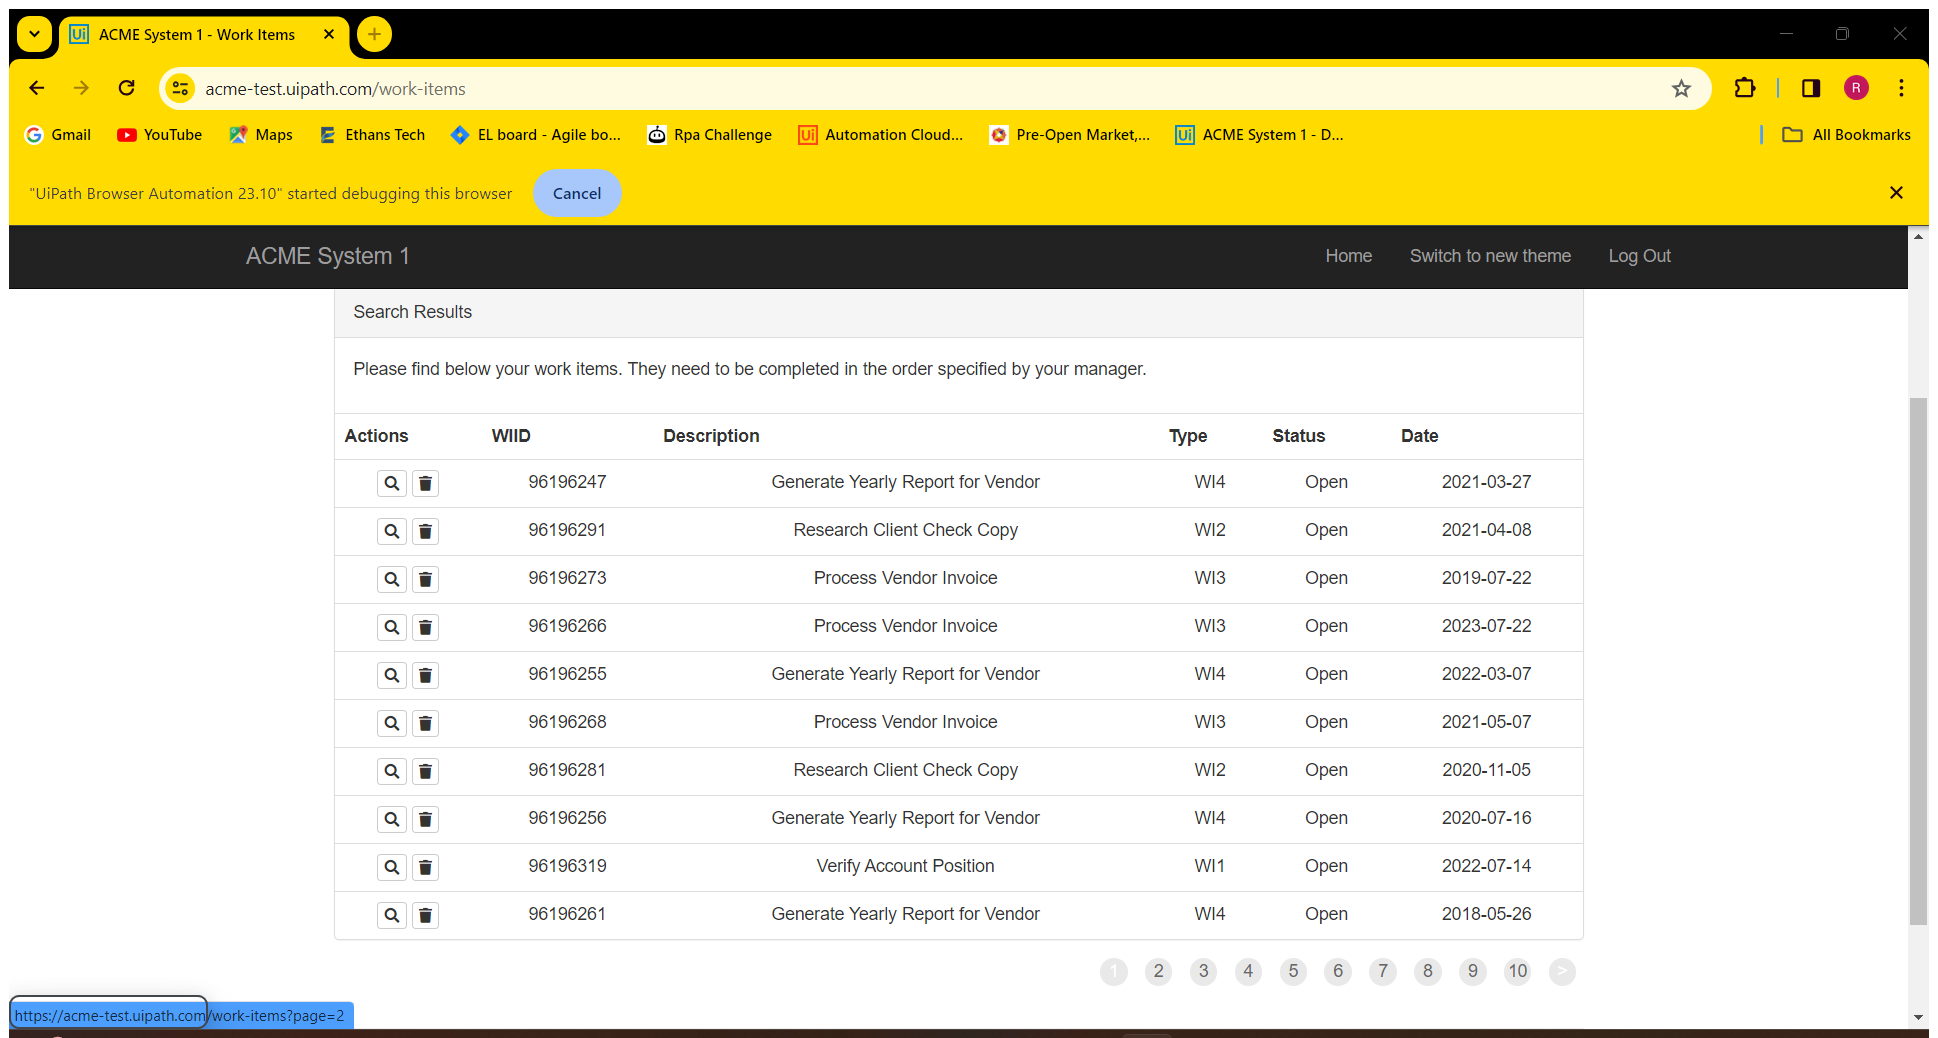 Ui ACME System 1 - Work Items
acme-test.uipath.com/work-items
R
Gmail YouTube Maps Ethans Tech EL board - Agile bo... Rpa Challenge Ui Automation Cloud... Pre-Open Market,... Ui ACME System 1 - D... All Bookmarks
"UiPath Browser Automation 23.10" started debugging this browser Cancel
ACME System 1 Home Switch to new theme Log Out
Search Results
Please find below your work items. They need to be completed in the order specified by your manager.
Actions WIID Description Type Status Date
96196247 Generate Yearly Report for Vendor WI4 Open 2021-03-27
96196291 Research Client Check Copy WI2 Open 2021-04-08
96196273 Process Vendor Invoice WI3 Open 2019-07-22
96196266 Process Vendor Invoice WI3 Open 2023-07-22
96196255 Generate Yearly Report for Vendor WI4 Open 2022-03-07
96196268 Process Vendor Invoice WI3 Open 2021-05-07
96196281 Research Client Check Copy WI2 Open 2020-11-05
96196256 Generate Yearly Report for Vendor WI4 Open 2020-07-16
96196319 Verify Account Position WI1 Open 2022-07-14
96196261 Generate Yearly Report for Vendor WI4 Open 2018-05-26
1 2 3 4 5 6 7 8 9 10 >
https://acme-test.uipath.com/work-items?page=2